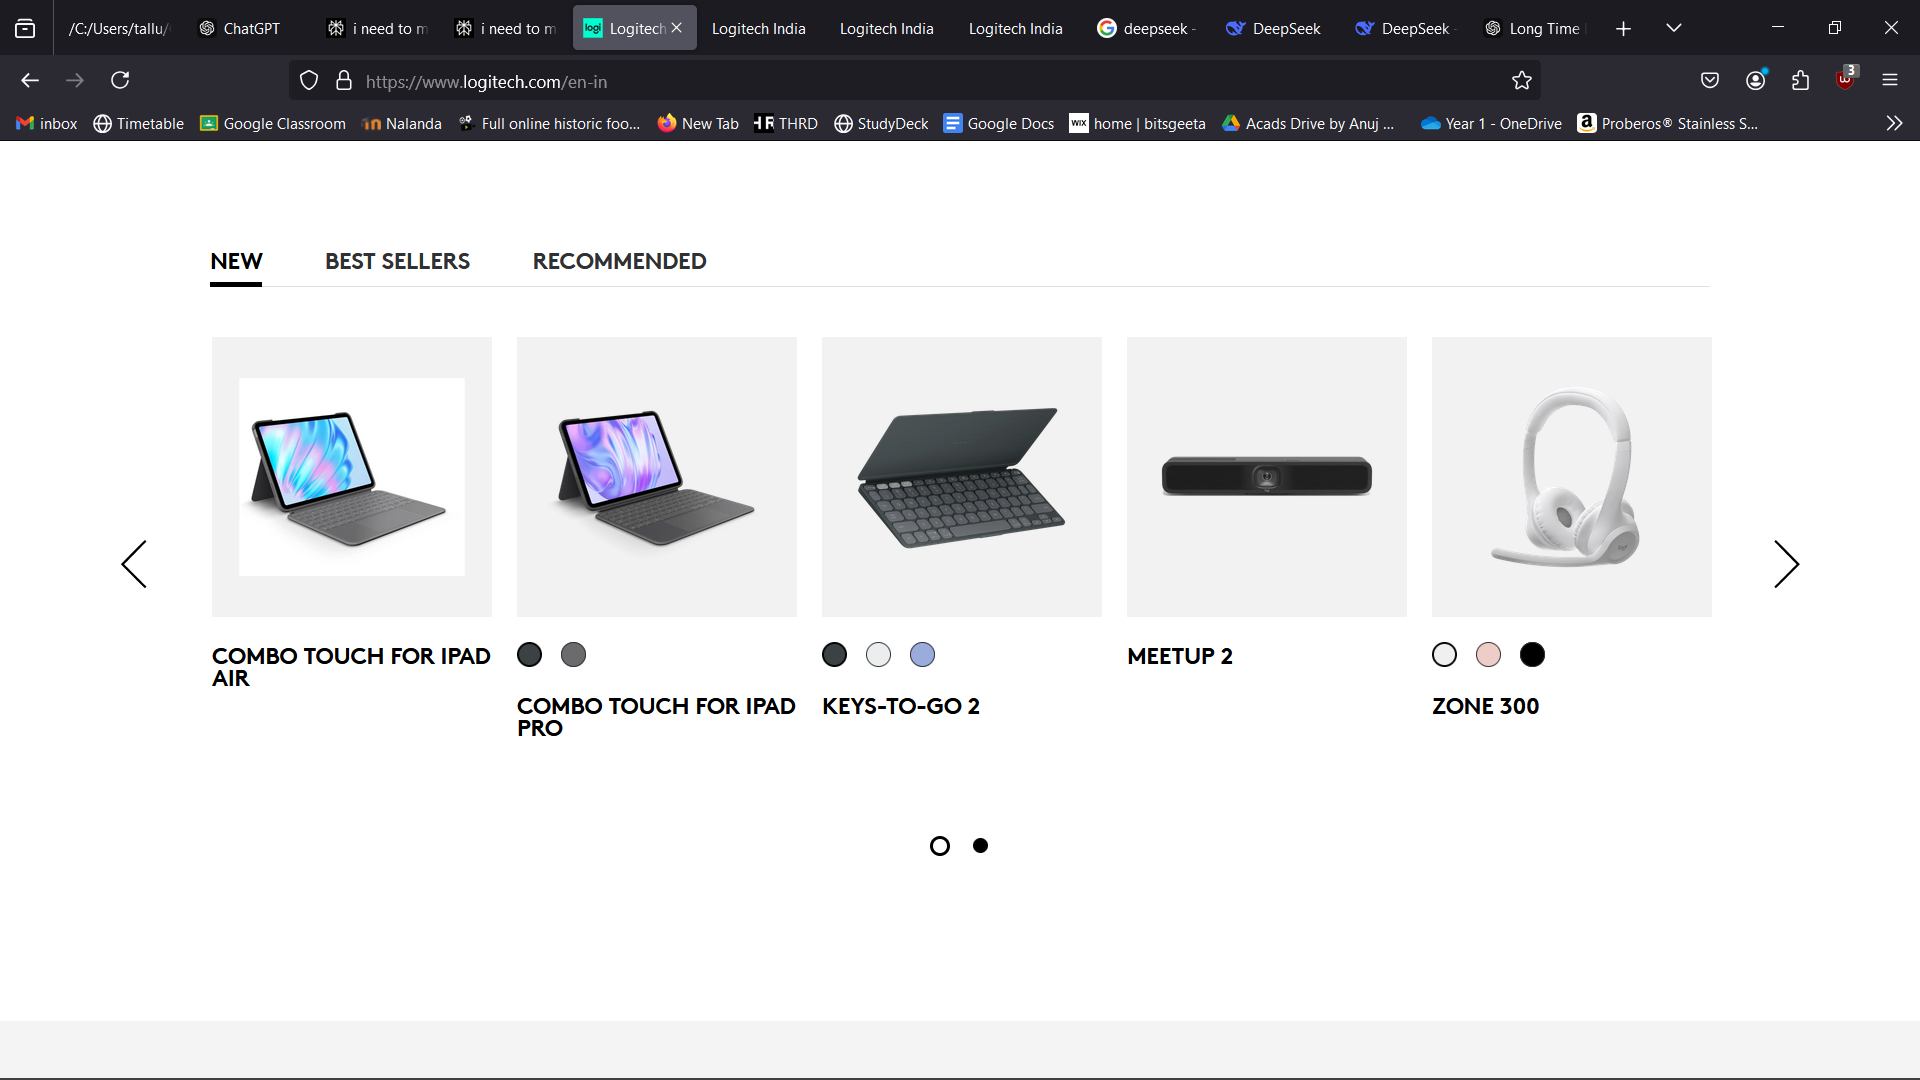 /C:/Users/tallu/
ChatGPT
i need to m
i need to m
logi
Logitech
Logitech India
Logitech India
Logitech India
deepseek -
DeepSeek
DeepSeek -
Long Time
https://www.logitech.com/en-in
3
inbox
Timetable
Google Classroom
Nalanda
Full online historic foo...
New Tab
THRD
StudyDeck
Google Docs
WIX
home | bitsgeeta
Acads Drive by Anuj ...
Year 1 - OneDrive
Proberos® Stainless S...
NEW
BEST SELLERS
RECOMMENDED
COMBO TOUCH FOR IPAD
AIR
COMBO TOUCH FOR IPAD
PRO
KEYS-TO-GO 2
MEETUP 2
ZONE 300